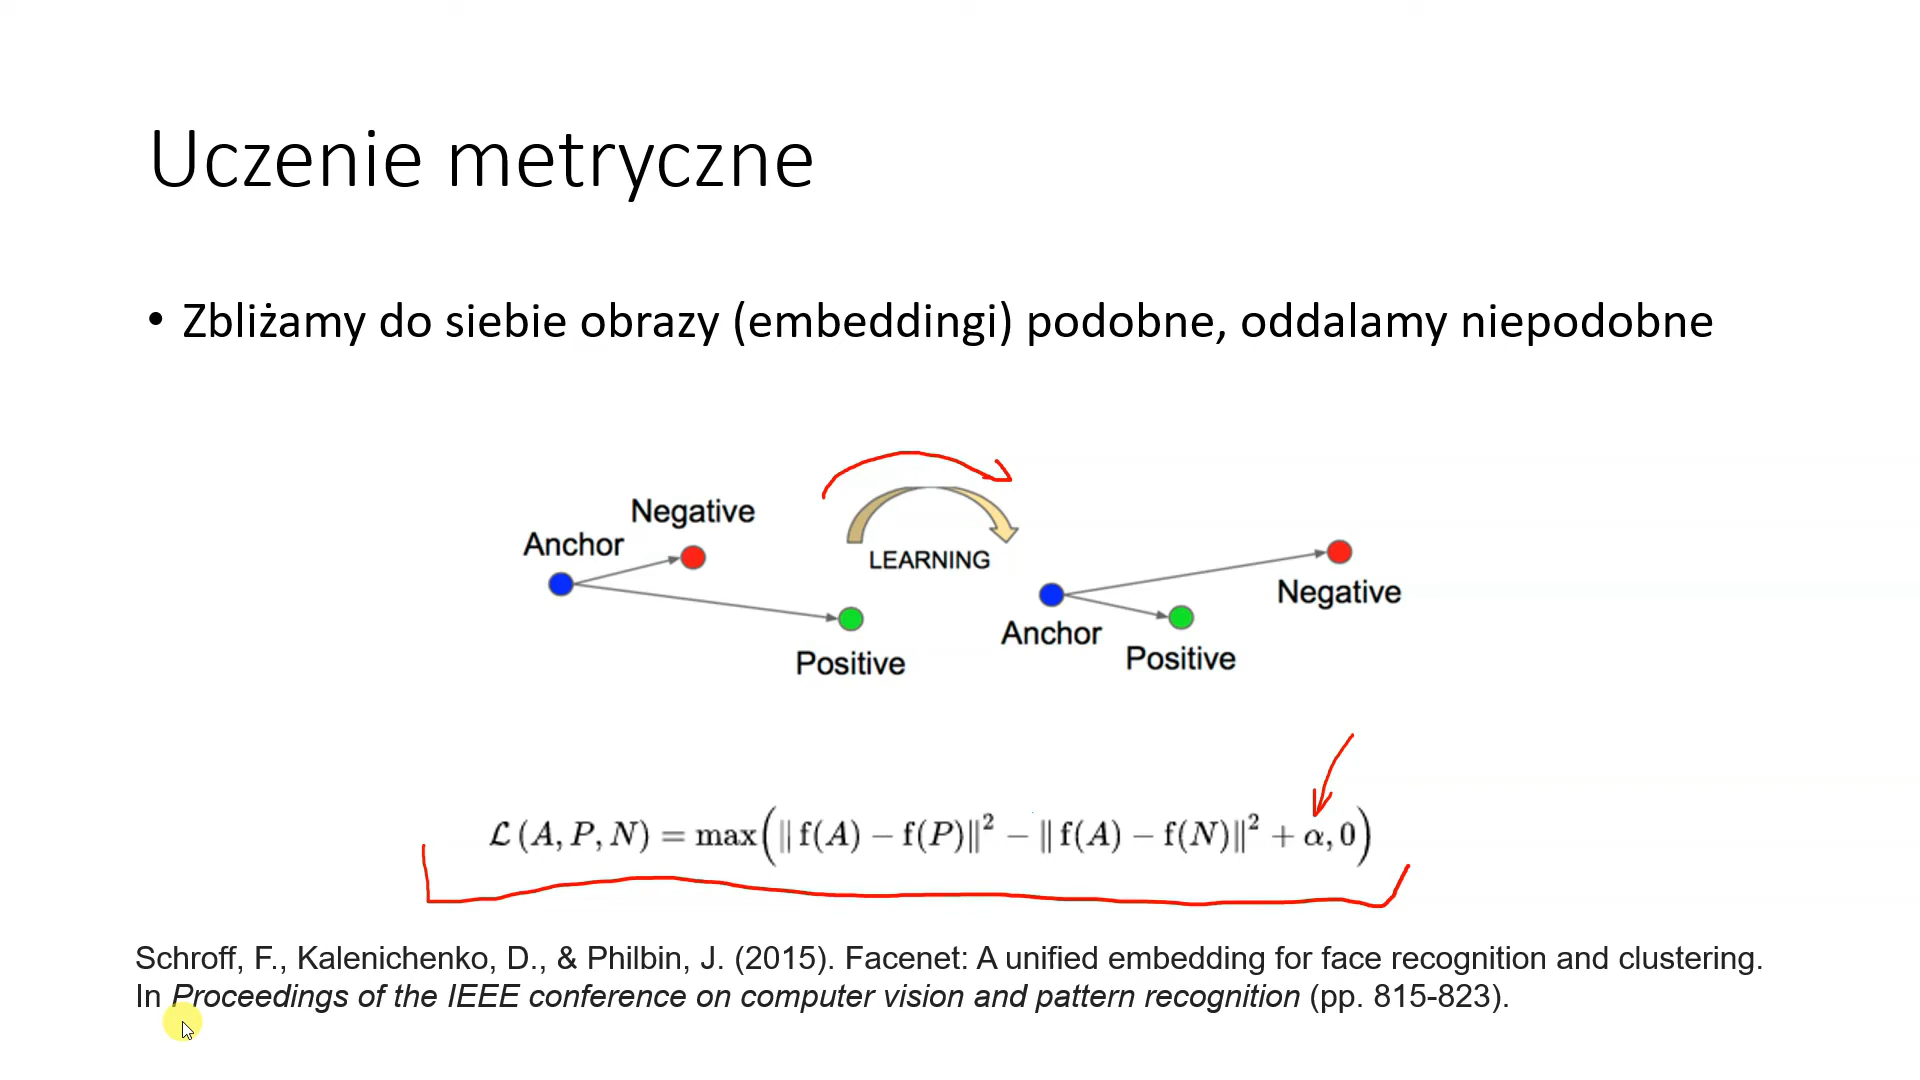 Uczenie metryczne
• Zbliżamy do siebie obrazy (embeddingi) podobne, oddalamy niepodobne
Negative
Anchor
LEARNING
Positive
Negative
Anchor
Positive
ℒ(A, P, N) = max(‖f(A) − f(P)‖² − ‖f(A) − f(N)‖² + α, 0)
Schroff, F., Kalenichenko, D., & Philbin, J. (2015). Facenet: A unified embedding for face recognition and clustering.
In Proceedings of the IEEE conference on computer vision and pattern recognition (pp. 815-823).